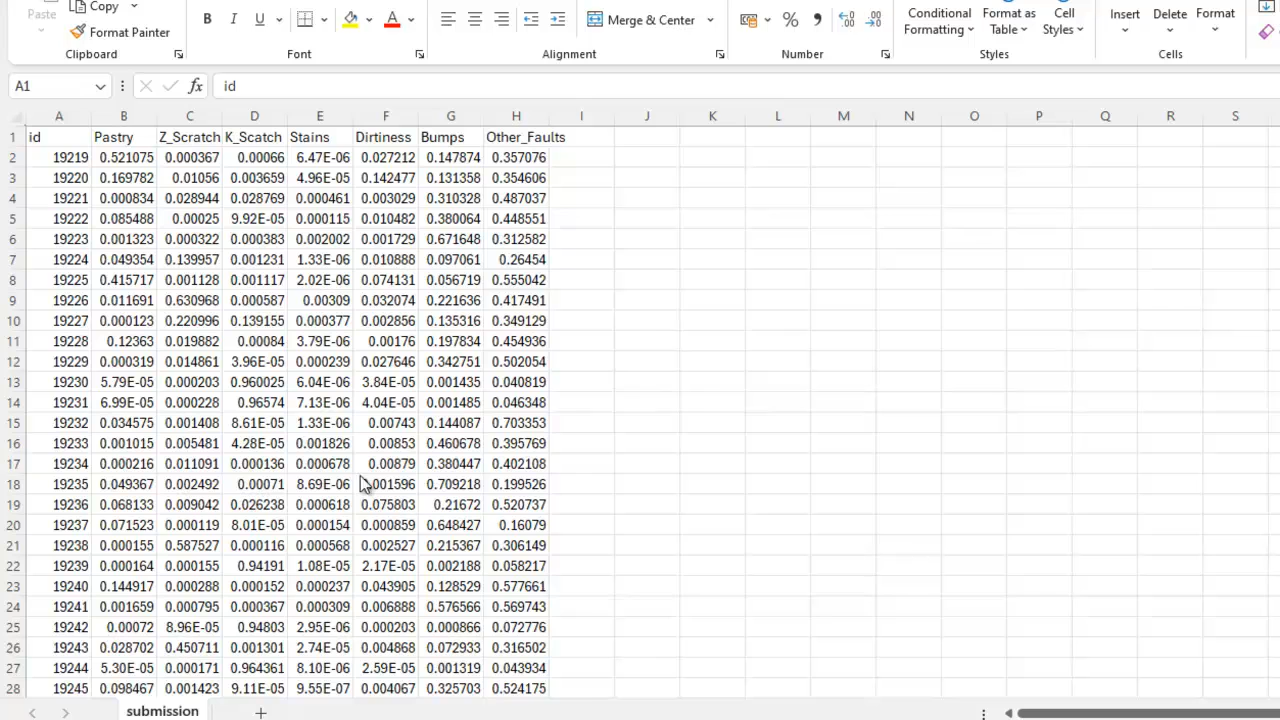 Paste Copy Format Painter
B I U A
Merge & Center
%
Conditional Formatting Format as Table Cell Styles
Insert Delete Format
Clipboard Font Alignment Number Styles Cells
A1 fx id
A B C D E F G H I J K L M N O P Q R S
1 id Pastry Z_Scratch K_Scatch Stains Dirtiness Bumps Other_Faults
2 19219 0.521075 0.000367 0.00066 6.47E-06 0.027212 0.147874 0.357076
3 19220 0.169782 0.01056 0.003659 4.96E-05 0.142477 0.131358 0.354606
4 19221 0.000834 0.028944 0.028769 0.000461 0.003029 0.310328 0.487037
5 19222 0.085488 0.00025 9.92E-05 0.000115 0.010482 0.380064 0.448551
6 19223 0.001323 0.000322 0.000383 0.002002 0.001729 0.671648 0.312582
7 19224 0.049354 0.139957 0.001231 1.33E-06 0.010888 0.097061 0.26454
8 19225 0.415717 0.001128 0.001117 2.02E-06 0.074131 0.056719 0.555042
9 19226 0.011691 0.630968 0.000587 0.00309 0.032074 0.221636 0.417491
10 19227 0.000123 0.220996 0.139155 0.000377 0.002856 0.135316 0.349129
11 19228 0.12363 0.019882 0.00084 3.79E-06 0.00176 0.197834 0.454936
12 19229 0.000319 0.014861 3.96E-05 0.000239 0.027646 0.342751 0.502054
13 19230 5.79E-05 0.000203 0.960025 6.04E-06 3.84E-05 0.001435 0.040819
14 19231 6.99E-05 0.000228 0.96574 7.13E-06 4.04E-05 0.001485 0.046348
15 19232 0.034575 0.001408 8.61E-05 1.33E-06 0.00743 0.144087 0.703353
16 19233 0.001015 0.005481 4.28E-05 0.001826 0.00853 0.460678 0.395769
17 19234 0.000216 0.011091 0.000136 0.000678 0.00879 0.380447 0.402108
18 19235 0.049367 0.002492 0.00071 8.69E-06 001596 0.709218 0.199526
19 19236 0.068133 0.009042 0.026238 0.000618 0.075803 0.21672 0.520737
20 19237 0.071523 0.000119 8.01E-05 0.000154 0.000859 0.648427 0.16079
21 19238 0.000155 0.587527 0.000116 0.000568 0.002527 0.215367 0.306149
22 19239 0.000164 0.000155 0.94191 1.08E-05 2.17E-05 0.002188 0.058217
23 19240 0.144917 0.000288 0.000152 0.000237 0.043905 0.128529 0.577661
24 19241 0.001659 0.000795 0.000367 0.000309 0.006888 0.576566 0.569743
25 19242 0.00072 8.96E-05 0.94803 2.95E-06 0.000203 0.000866 0.072776
26 19243 0.028702 0.450711 0.001301 2.74E-05 0.004868 0.072933 0.316502
27 19244 5.30E-05 0.000171 0.964361 8.10E-06 2.59E-05 0.001319 0.043934
28 19245 0.098467 0.001423 9.11E-05 9.55E-07 0.004067 0.325703 0.524175
submission